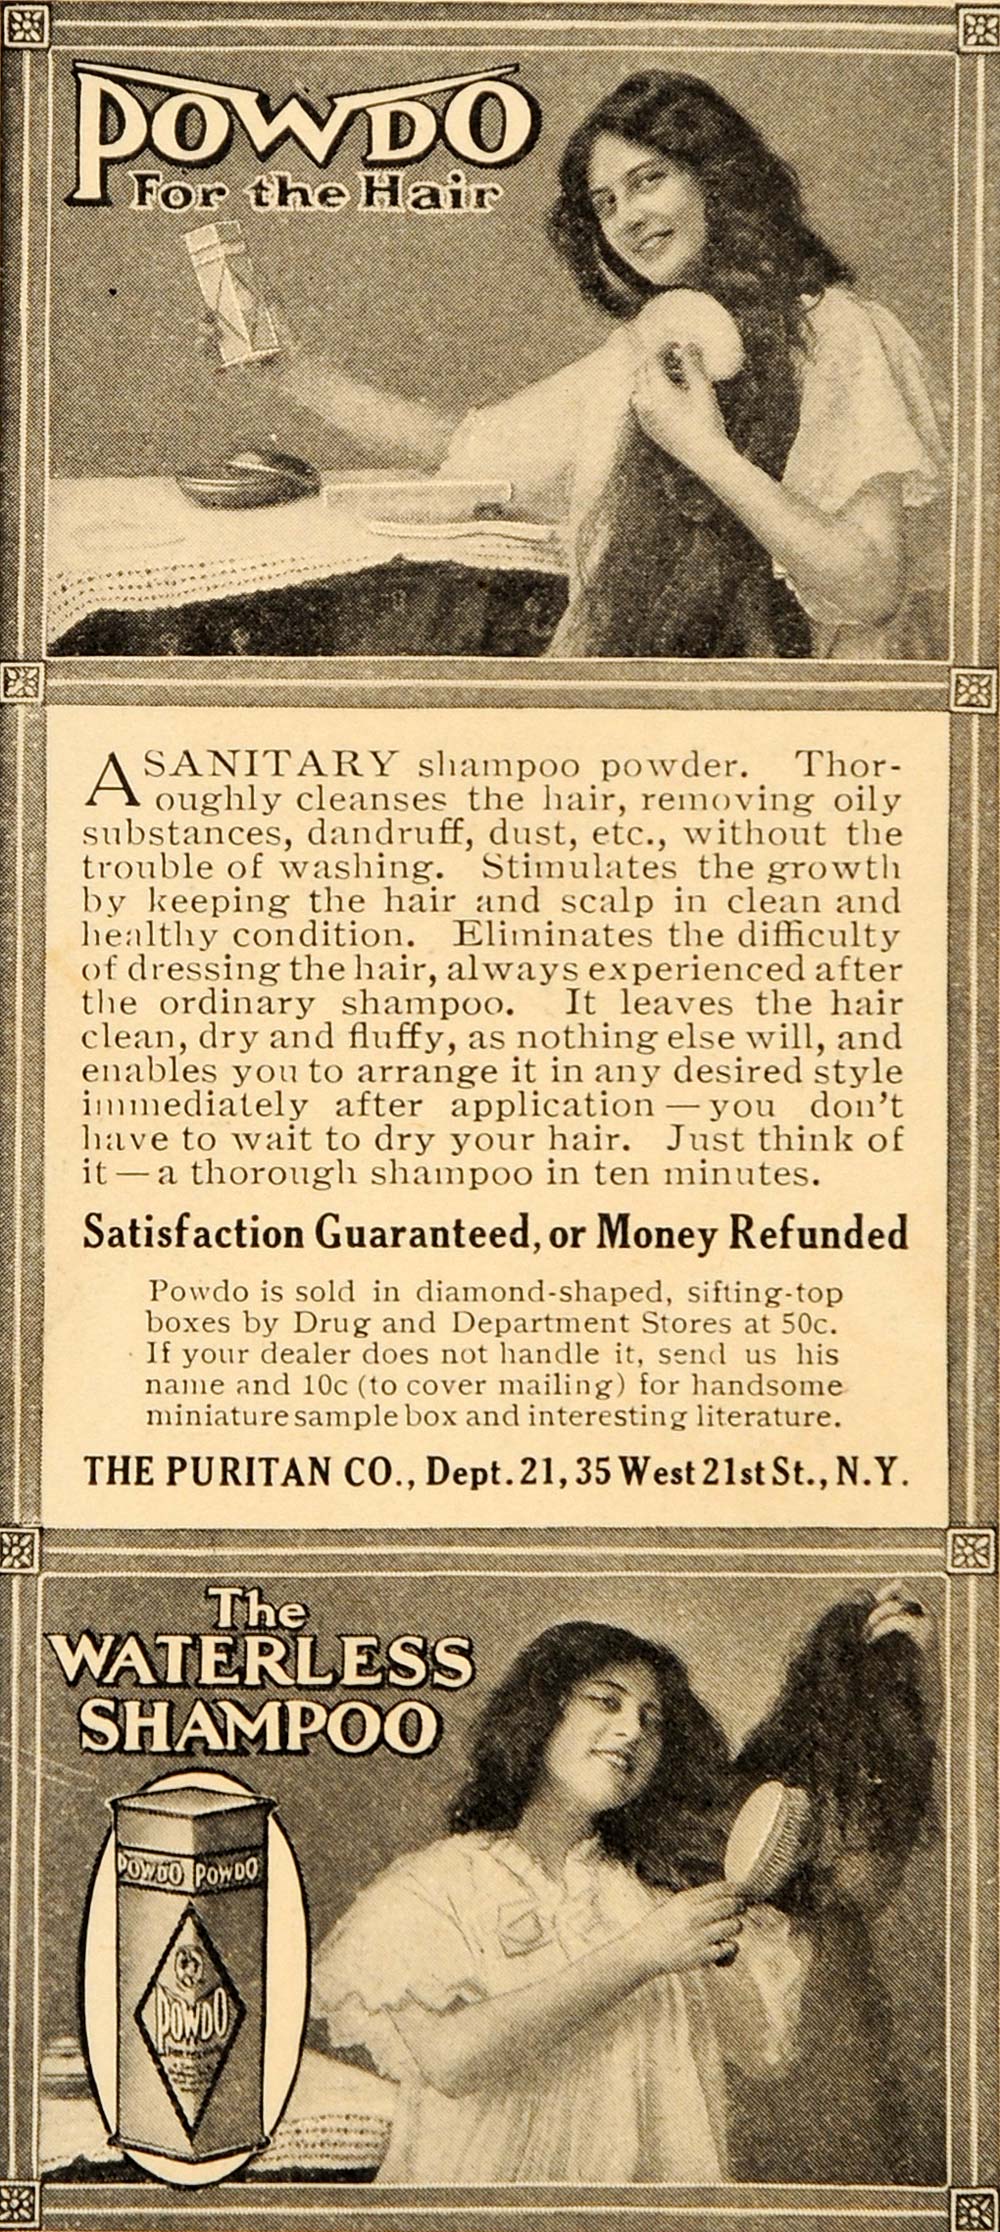 POWDO
For the Hair
A SANITARY shampoo powder. Thor-
oughly cleanses the hair, removing oily
substances, dandruff, dust, etc., without the
trouble of washing. Stimulates the growth
by keeping the hair and scalp in clean and
healthy condition. Eliminates the difficulty
of dressing the hair, always experienced after
the ordinary shampoo. It leaves the hair
clean, dry and fluffy, as nothing else will, and
enables you to arrange it in any desired style
immediately after application — you don't
have to wait to dry your hair. Just think of
it — a thorough shampoo in ten minutes.
Satisfaction Guaranteed, or Money Refunded
Powdo is sold in diamond-shaped, sifting-top
boxes by Drug and Department Stores at 50c.
If your dealer does not handle it, send us his
name and 10c (to cover mailing) for handsome
miniature sample box and interesting literature.
THE PURITAN CO., Dept. 21, 35 West 21st St., N.Y.
The
WATERLESS
SHAMPOO
POWDO POWDO
POWDO